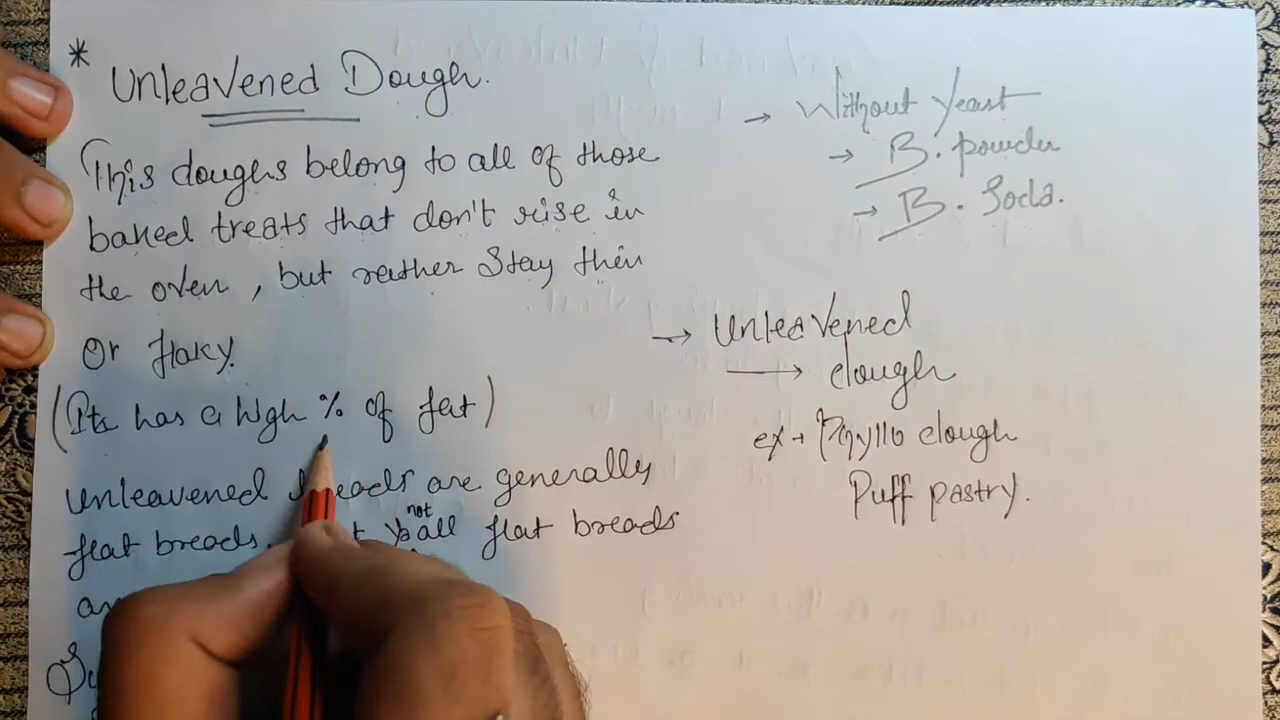 * Unleavened Dough.
This doughs belong to all of those
baked treats that don't rise in
the oven, but rather stay thin
Or flaky.
(Its has a high % of fat)
Unleavened are generally
flat breads. not all flat breads
→ Without Yeast
→ B. powder
→ B. Soda.
→ Unleavened
→ dough
ex → Phyllo dough
Puff pastry.